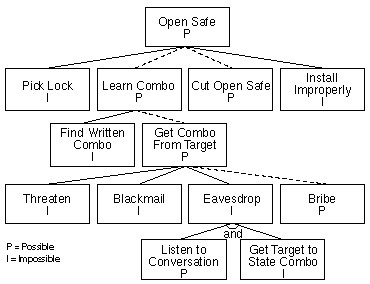 Open Safe
P
Pick Lock
I
Learn Combo
P
Cut Open Safe
P
Install
Improperly
I
Find Written
Combo
I
Get Combo
From Target
P
Threaten
I
Blackmail
I
Eavesdrop
I
Bribe
P
and
Listen to
Conversation
P
Get Target to
State Combo
I
P = Possible
I = Impossible